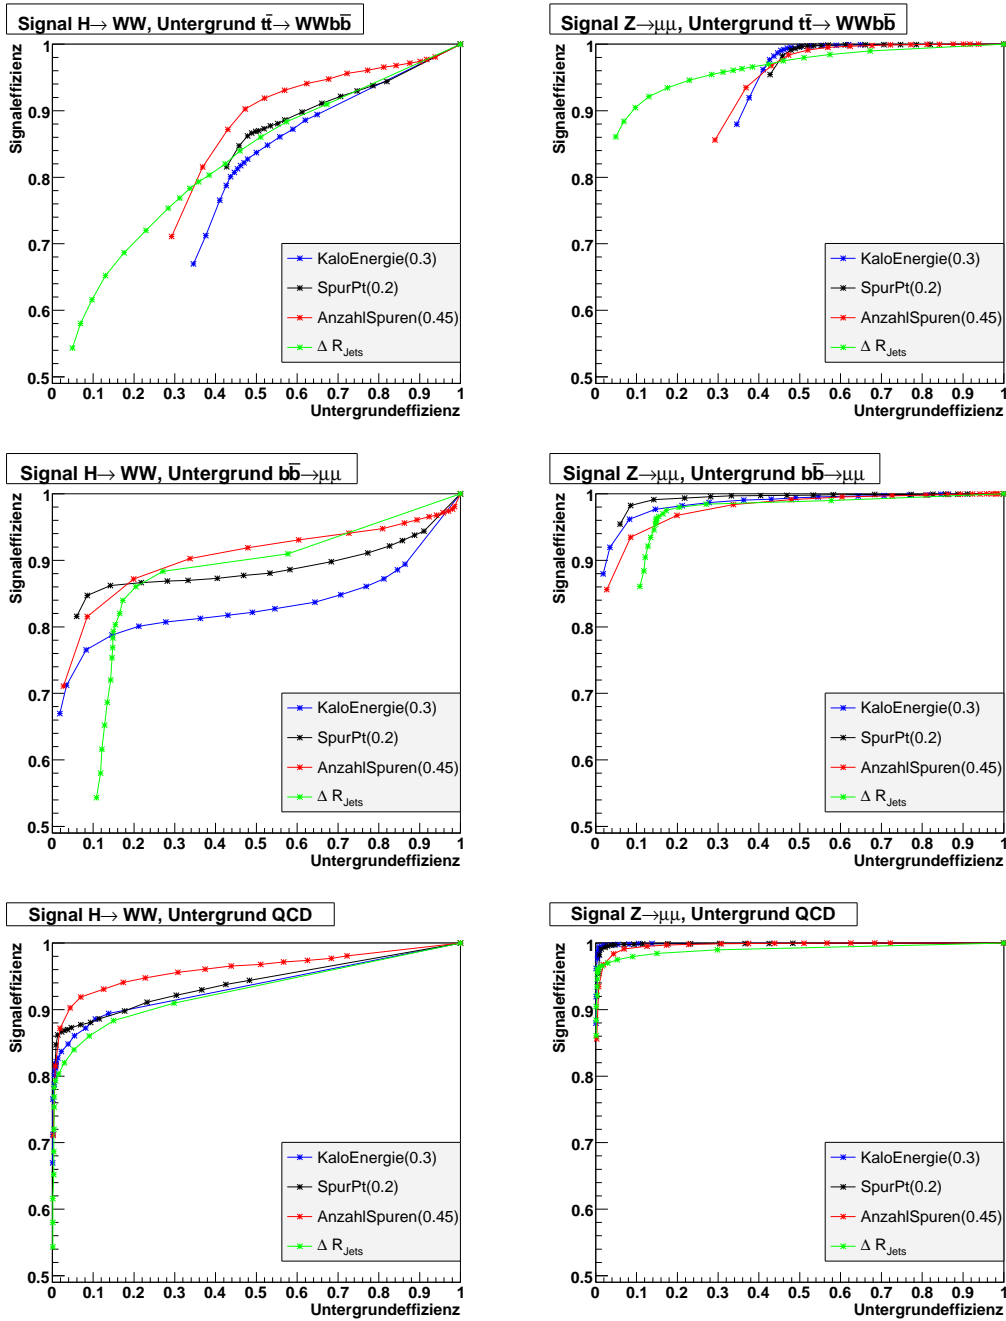 Signal H→ WW, Untergrund tt̄→ WWbb̄
Signaleffizienz
1
0.9
0.8
0.7
0.6
0.5
KaloEnergie(0.3)
SpurPt(0.2)
AnzahlSpuren(0.45)
Δ R_Jets
0 0.1 0.2 0.3 0.4 0.5 0.6 0.7 0.8 0.9 1
Untergrundeffizienz
Signal Z→μμ, Untergrund tt̄→ WWbb̄
Signaleffizienz
1
0.9
0.8
0.7
0.6
0.5
KaloEnergie(0.3)
SpurPt(0.2)
AnzahlSpuren(0.45)
Δ R_Jets
0 0.1 0.2 0.3 0.4 0.5 0.6 0.7 0.8 0.9 1
Untergrundeffizienz
Signal H→ WW, Untergrund bb̄→μμ
Signaleffizienz
1
0.9
0.8
0.7
0.6
0.5
KaloEnergie(0.3)
SpurPt(0.2)
AnzahlSpuren(0.45)
Δ R_Jets
0 0.1 0.2 0.3 0.4 0.5 0.6 0.7 0.8 0.9 1
Untergrundeffizienz
Signal Z→μμ, Untergrund bb̄→μμ
Signaleffizienz
1
0.9
0.8
0.7
0.6
0.5
KaloEnergie(0.3)
SpurPt(0.2)
AnzahlSpuren(0.45)
Δ R_Jets
0 0.1 0.2 0.3 0.4 0.5 0.6 0.7 0.8 0.9 1
Untergrundeffizienz
Signal H→ WW, Untergrund QCD
Signaleffizienz
1
0.9
0.8
0.7
0.6
0.5
KaloEnergie(0.3)
SpurPt(0.2)
AnzahlSpuren(0.45)
Δ R_Jets
0 0.1 0.2 0.3 0.4 0.5 0.6 0.7 0.8 0.9 1
Untergrundeffizienz
Signal Z→μμ, Untergrund QCD
Signaleffizienz
1
0.9
0.8
0.7
0.6
0.5
KaloEnergie(0.3)
SpurPt(0.2)
AnzahlSpuren(0.45)
Δ R_Jets
0 0.1 0.2 0.3 0.4 0.5 0.6 0.7 0.8 0.9 1
Untergrundeffizienz